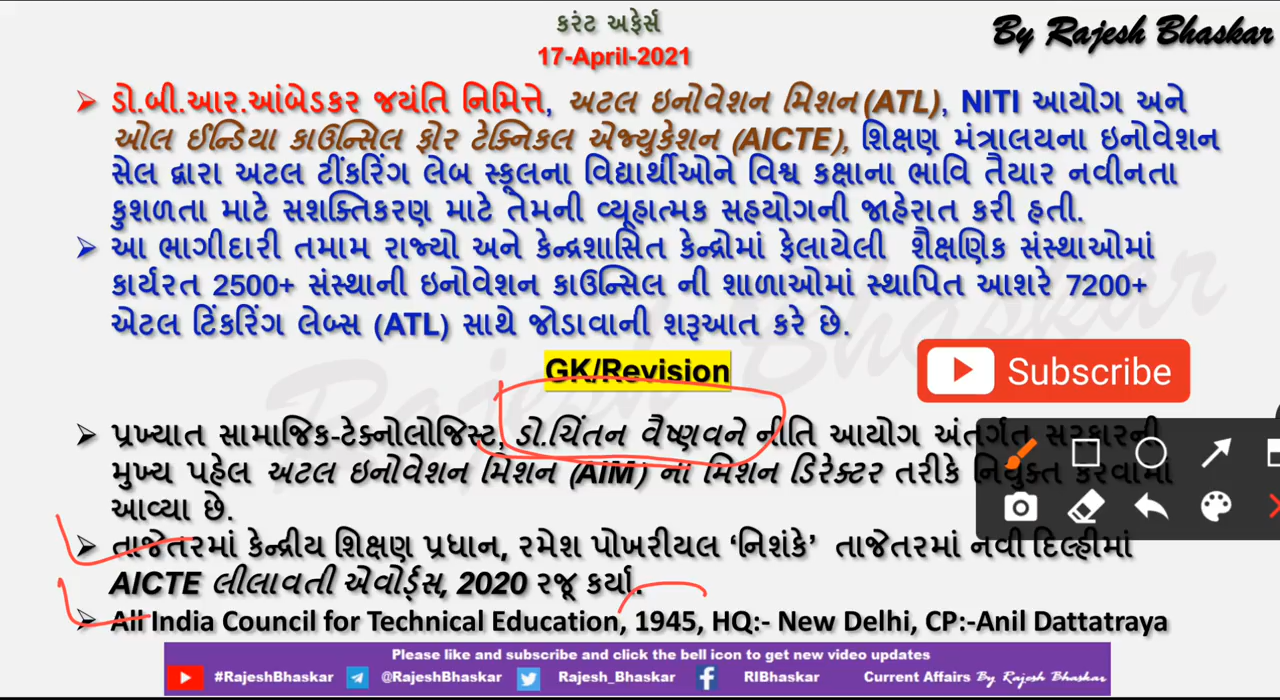 કરંટ અફેર્સ
17-April-2021
By Rajesh Bhaskar
ડો.બી.આર.આંબેડકર જયંતિ નિમિત્તે, અટલ ઇનોવેશન મિશન (ATL), NITI આયોગ અને
ઓલ ઈન્ડિયા કાઉન્સિલ ફોર ટેક્નિકલ એજ્યુકેશન (AICTE), શિક્ષણ મંત્રાલયના ઇનોવેશન
સેલ દ્વારા અટલ ટીંકરિંગ લેબ સ્કૂલના વિદ્યાર્થીઓને વિશ્વ કક્ષાના ભાવિ તૈયાર નવીનતા
કુશળતા માટે સશક્તિકરણ માટે તેમની વ્યૂહાત્મક સહયોગની જાહેરાત કરી હતી.
આ ભાગીદારી તમામ રાજ્યો અને કેન્દ્રશાસિત કેન્દ્રોમાં ફેલાયેલી શૈક્ષણિક સંસ્થાઓમાં
કાર્યરત 2500+ સંસ્થાની ઇનોવેશન કાઉન્સિલ ની શાળાઓમાં સ્થાપિત આશરે 7200+
એટલ ટિંકરિંગ લેબ્સ (ATL) સાથે જોડાવાની શરૂઆત કરે છે.
Rajesh Bhaskar
GK/Revision
Subscribe
પ્રખ્યાત સામાજિક-ટેક્નોલોજિસ્ટ, ડો.ચિંતન વૈષ્ણવને નીતિ આયોગ અંતર્ગત સરકારની
મુખ્ય પહેલ અટલ ઇનોવેશન મિશન (AIM) ના મિશન ડિરેક્ટર તરીકે નિયુક્ત કરવામાં
આવ્યા છે.
તાજેતરમાં કેન્દ્રીય શિક્ષણ પ્રધાન, રમેશ પોખરીયલ ‘નિશંકે’ તાજેતરમાં નવી દિલ્હીમાં
AICTE લીલાવતી એવોર્ડ્સ, 2020 રજૂ કર્યા.
All India Council for Technical Education, 1945, HQ:- New Delhi, CP:-Anil Dattatraya
Please like and subscribe and click the bell icon to get new video updates
#RajeshBhaskar @RajeshBhaskar Rajesh_Bhaskar RIBhaskar Current Affairs By Rajesh Bhaskar